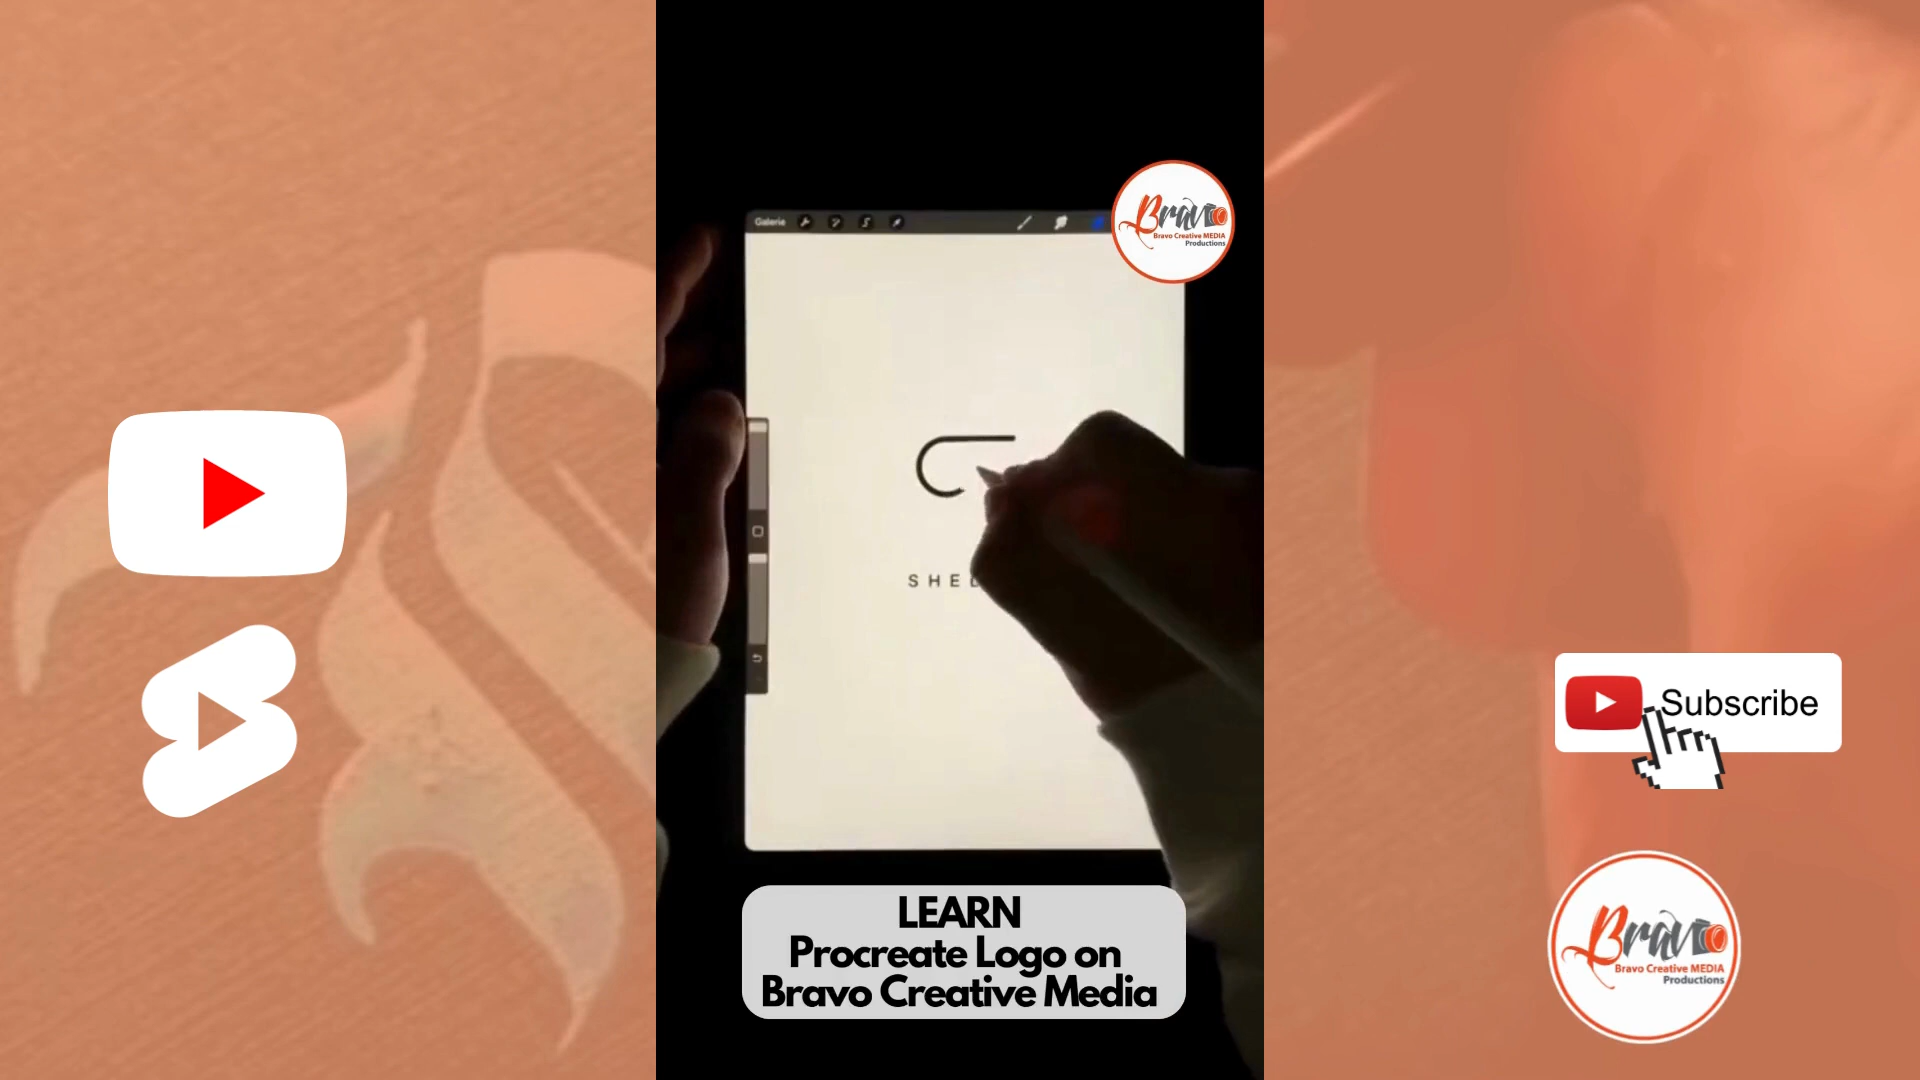 Galerie
Bravo
Bravo Creative MEDIA
Productions
SHE
LEARN
Procreate Logo on
Bravo Creative Media
Subscribe
Bravo
Bravo Creative MEDIA
Productions